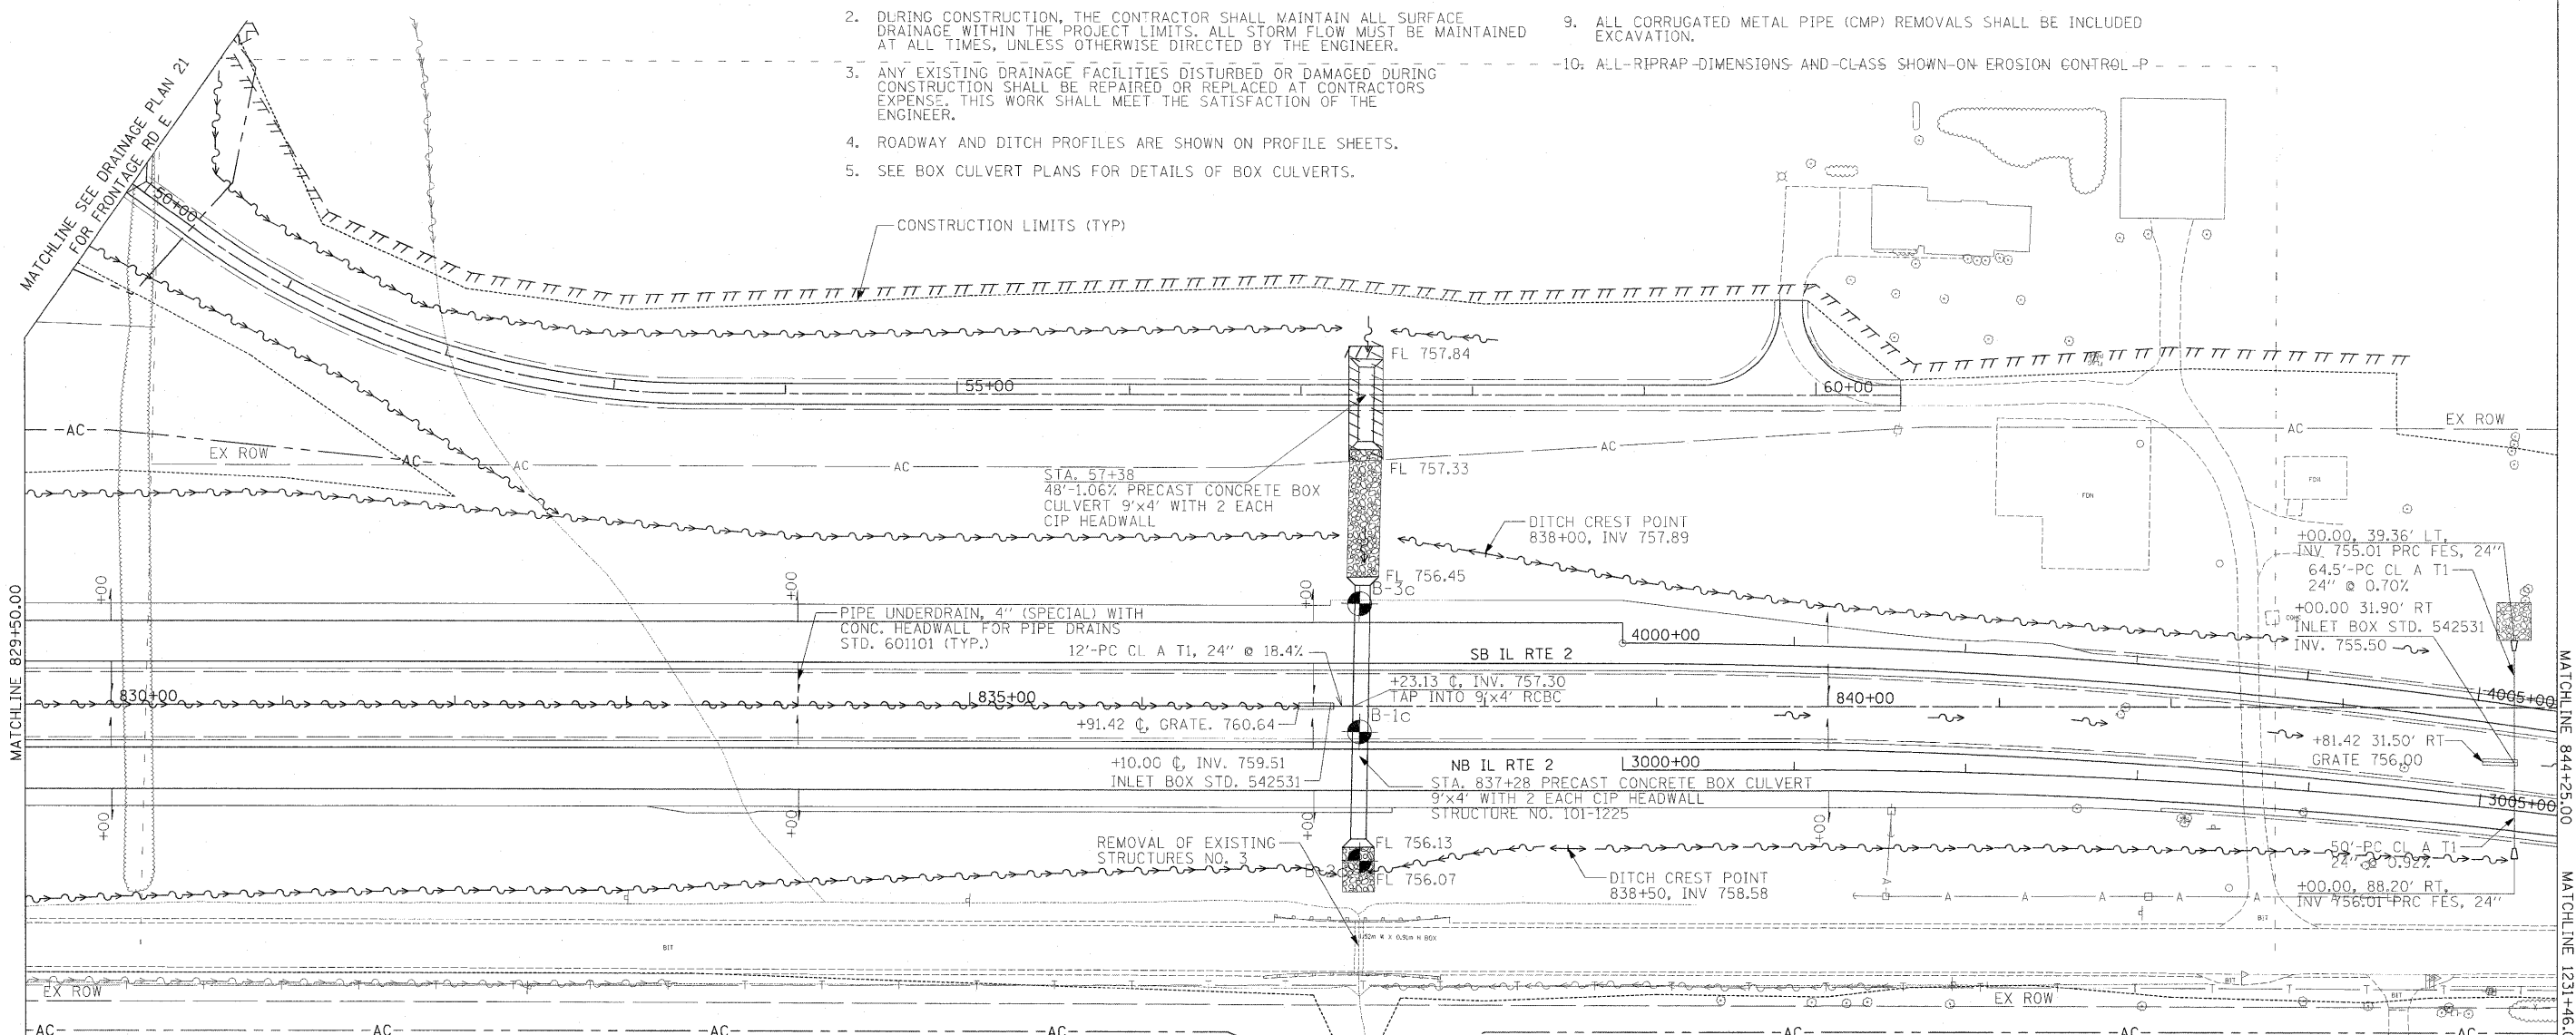 2. DURING CONSTRUCTION, THE CONTRACTOR SHALL MAINTAIN ALL SURFACE
DRAINAGE WITHIN THE PROJECT LIMITS. ALL STORM FLOW MUST BE MAINTAINED
AT ALL TIMES, UNLESS OTHERWISE DIRECTED BY THE ENGINEER.
3. ANY EXISTING DRAINAGE FACILITIES DISTURBED OR DAMAGED DURING
CONSTRUCTION SHALL BE REPAIRED OR REPLACED AT CONTRACTORS
EXPENSE. THIS WORK SHALL MEET THE SATISFACTION OF THE
ENGINEER.
4. ROADWAY AND DITCH PROFILES ARE SHOWN ON PROFILE SHEETS.
5. SEE BOX CULVERT PLANS FOR DETAILS OF BOX CULVERTS.
9. ALL CORRUGATED METAL PIPE (CMP) REMOVALS SHALL BE INCLUDED
EXCAVATION.
10. ALL RIPRAP DIMENSIONS AND CLASS SHOWN ON EROSION CONTROL P
MATCHLINE SEE DRAINAGE PLAN 21
FOR FRONTAGE RD E
50+00
CONSTRUCTION LIMITS (TYP)
FL 757.84
55+00
60+00
AC
EX ROW
AC
AC
AC
AC
AC
EX ROW
FL 757.33
STA. 57+38
48'-1.06% PRECAST CONCRETE BOX
CULVERT 9'x4' WITH 2 EACH
CIP HEADWALL
FDN
FDN
DITCH CREST POINT
838+00, INV 757.89
+00.00, 39.36' LT,
INV 755.01 PRC FES, 24"
64.5'-PC CL A T1
24" @ 0.70%
+00.00 31.90' RT
INLET BOX STD. 542531
INV. 755.50
FL 756.45
B-3c
+00
+00
+00
PIPE UNDERDRAIN, 4" (SPECIAL) WITH
CONC. HEADWALL FOR PIPE DRAINS
STD. 601101 (TYP.)
12'-PC CL A T1, 24" @ 18.4%
4000+00
SB IL RTE 2
+23.13 ℄, INV. 757.30
TAP INTO 9'x4' RCBC
MATCHLINE 829+50.00
830+00
835+00
840+00
4005+00
B-1c
+91.42 ℄, GRATE. 760.64
+10.00 ℄, INV. 759.51
INLET BOX STD. 542531
NB IL RTE 2
3000+00
+81.42 31.50' RT
GRATE 756.00
STA. 837+28 PRECAST CONCRETE BOX CULVERT
9'x4' WITH 2 EACH CIP HEADWALL
STRUCTURE NO. 101-1225
3005+00
MATCHLINE 844+25.00
+00
+00
+00
+00
REMOVAL OF EXISTING
STRUCTURES NO. 3
FL 756.13
FL 756.07
DITCH CREST POINT
838+50, INV 758.58
50'-PC CL A T1
24" @ 0.92%
+00.00, 88.20' RT,
INV 756.01 PRC FES, 24"
A
A
A
A
A
BIT
BIT
BIT
BIT
EX ROW
EX ROW
AC
AC
AC
AC
AC
AC
AC